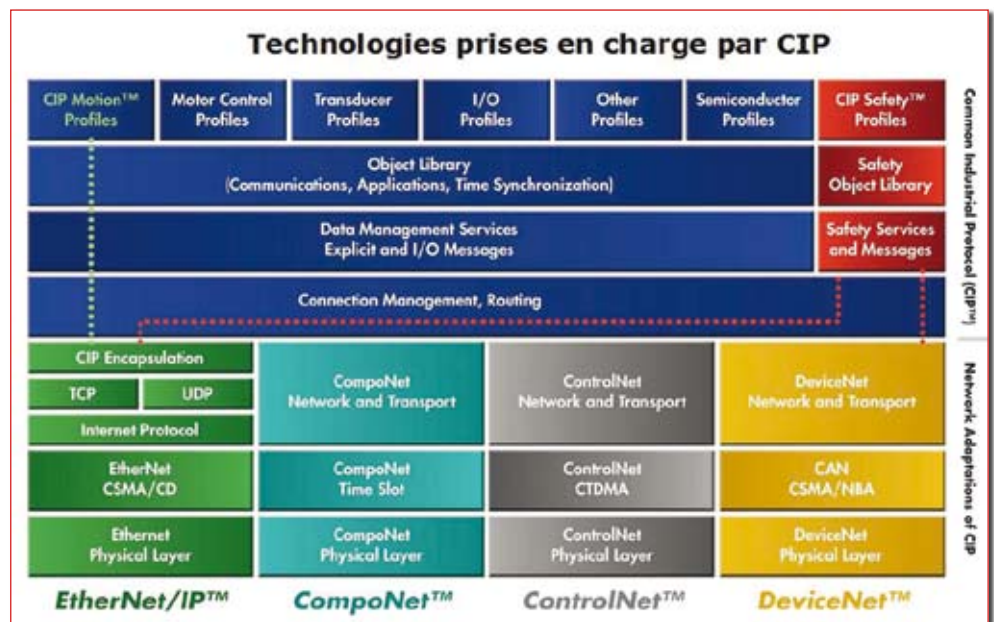 Technologies prises en charge par CIP
CIP Motion™ Profiles
Motor Control Profiles
Transducer Profiles
I/O Profiles
Other Profiles
Semiconductor Profiles
CIP Safety™ Profiles
Object Library
(Communications, Applications, Time Synchronization)
Safety
Object Library
Data Management Services
Explicit and I/O Messages
Safety Services
and Messages
Connection Management, Routing
Common Industrial Protocol (CIP™)
CIP Encapsulation
TCP
UDP
Internet Protocol
CompoNet
Network and Transport
ControlNet
Network and Transport
DeviceNet
Network and Transport
EtherNet
CSMA/CD
CompoNet
Time Slot
ControlNet
CTDMA
CAN
CSMA/NBA
Ethernet
Physical Layer
CompoNet
Physical Layer
ControlNet
Physical Layer
DeviceNet
Physical Layer
Network Adaptations of CIP
EtherNet/IP™
CompoNet™
ControlNet™
DeviceNet™